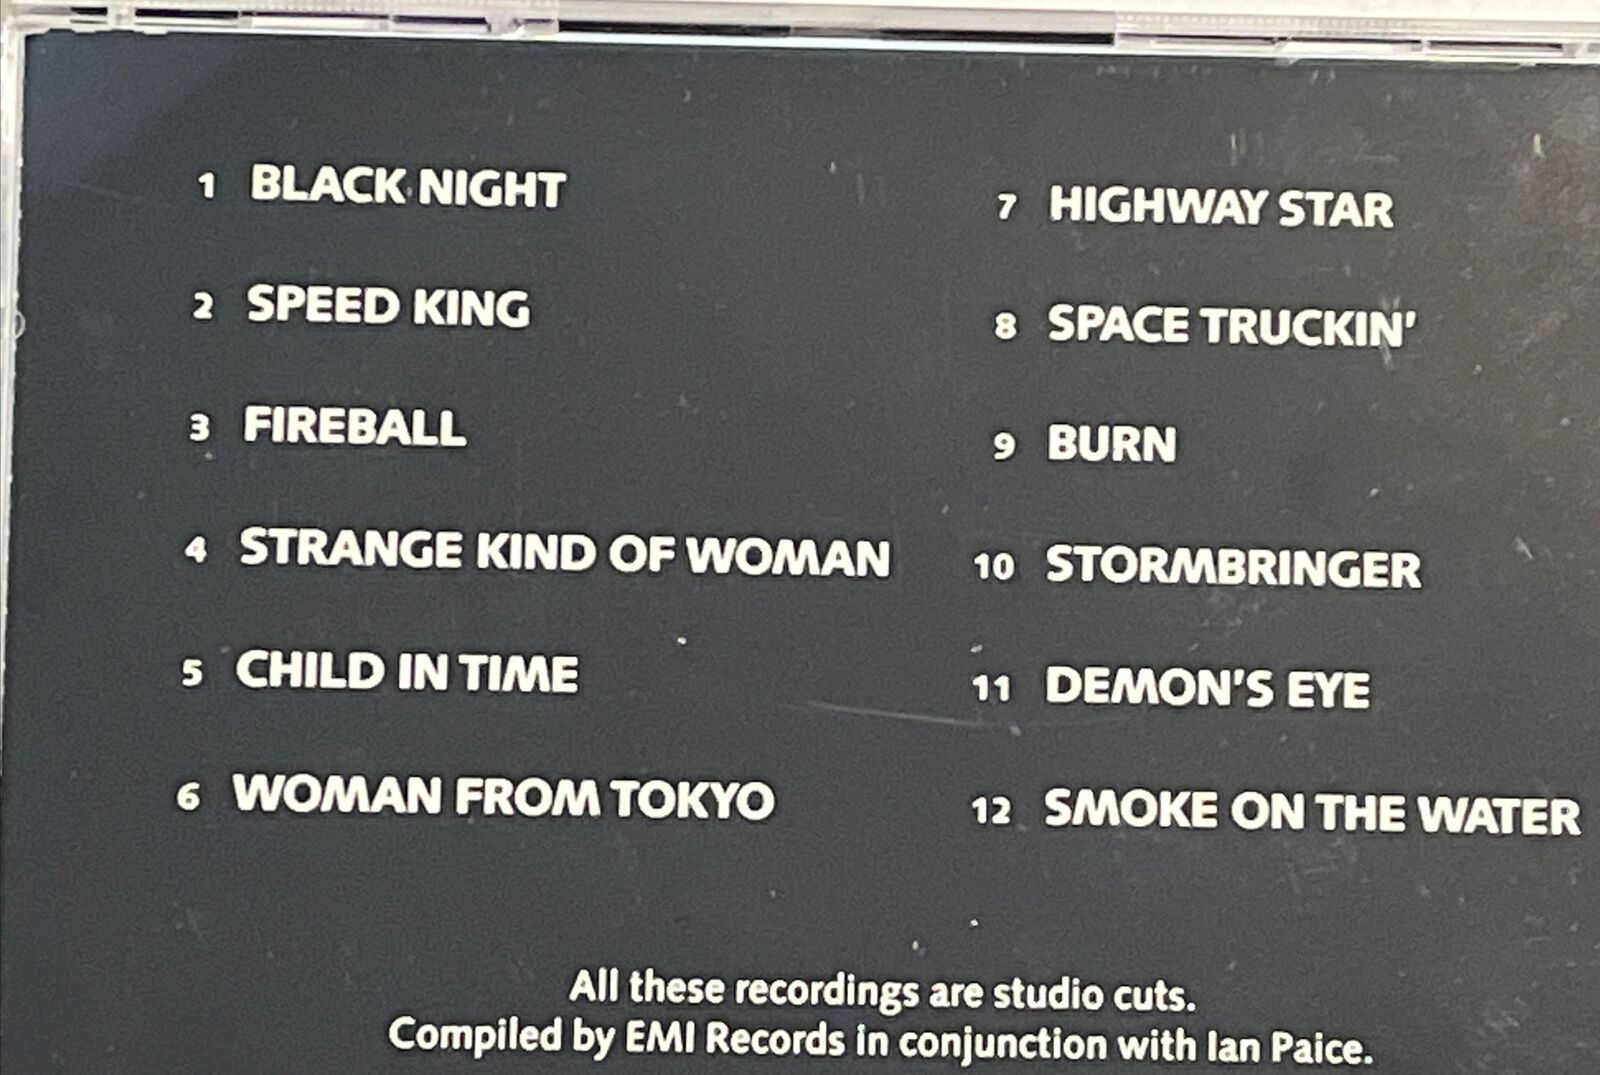 1 BLACK NIGHT
2 SPEED KING
3 FIREBALL
4 STRANGE KIND OF WOMAN
5 CHILD IN TIME
6 WOMAN FROM TOKYO
7 HIGHWAY STAR
8 SPACE TRUCKIN'
9 BURN
10 STORMBRINGER
11 DEMON'S EYE
12 SMOKE ON THE WATER
All these recordings are studio cuts.
Compiled by EMI Records in conjunction with Ian Paice.